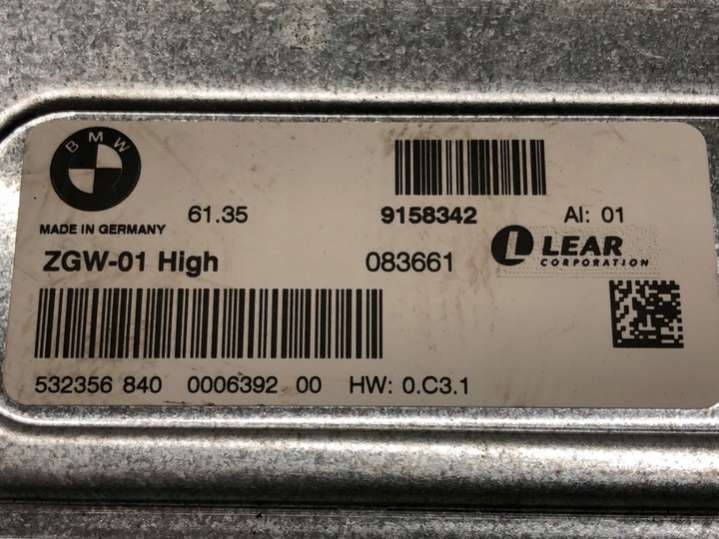 BMW
MADE IN GERMANY
61.35
9158342
AI: 01
ZGW-01 High
083661
L LEAR
CORPORATION
532356 840 0006392 00 HW: 0.C3.1